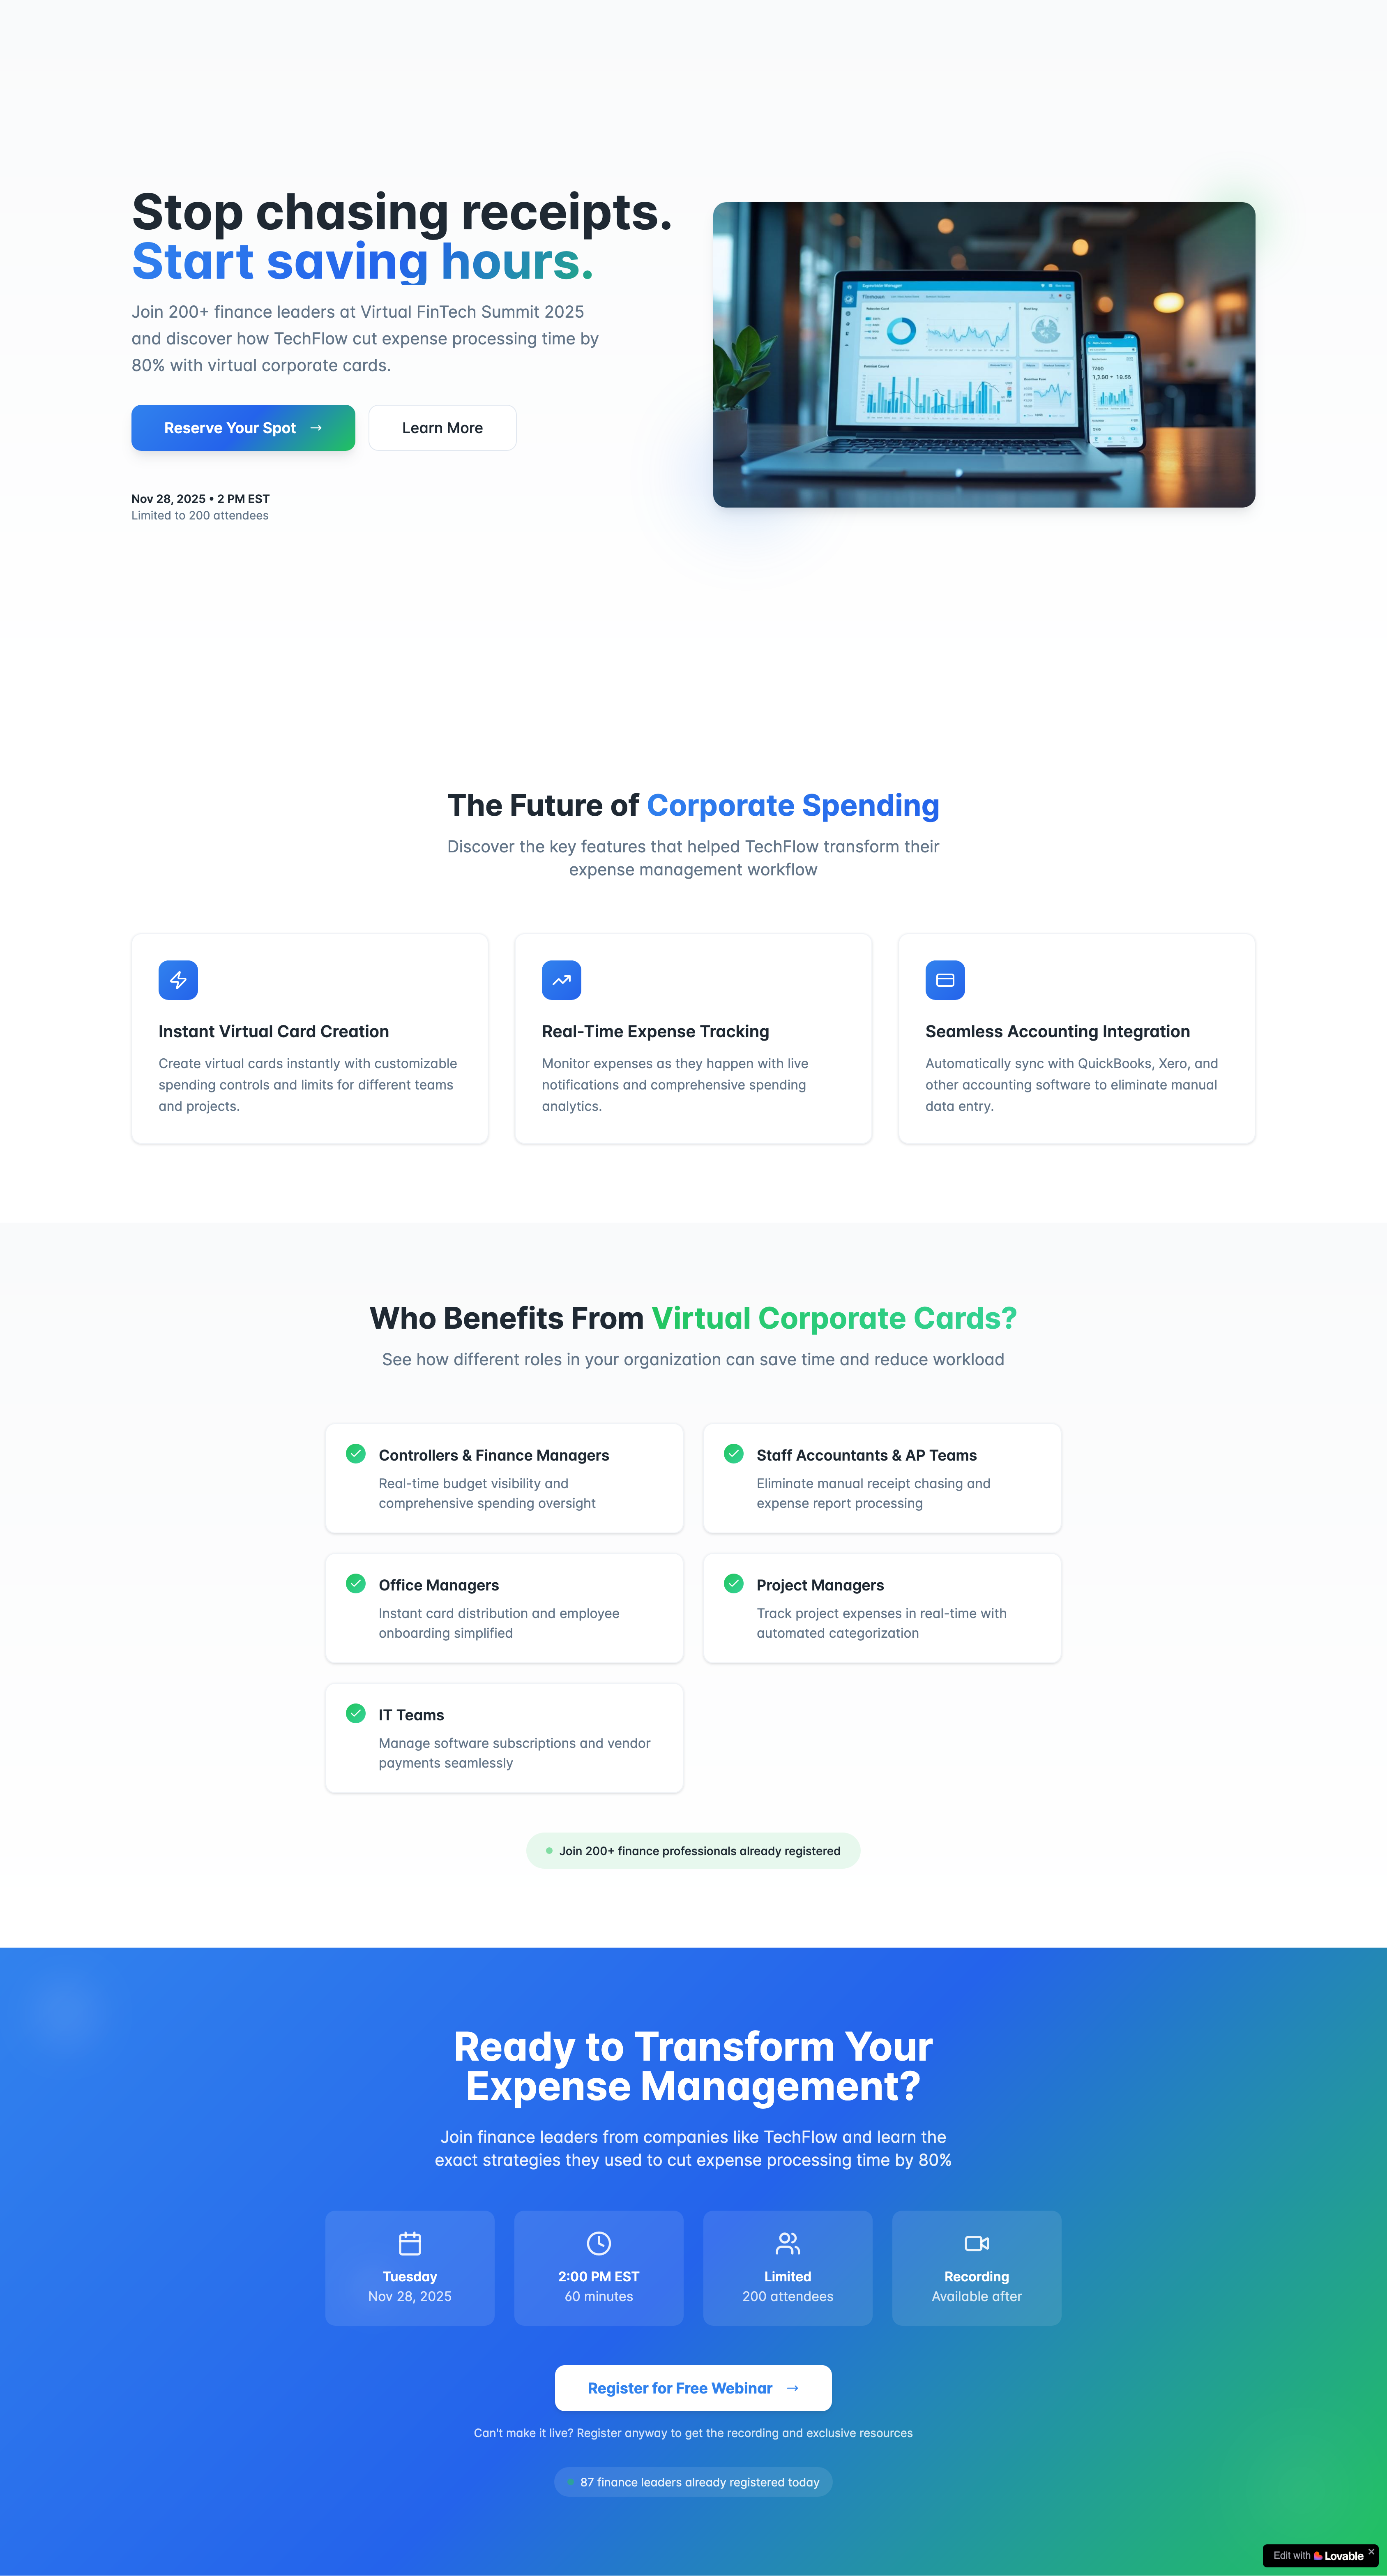 Stop chasing receipts.
Start saving hours.
Join 200+ finance leaders at Virtual FinTech Summit 2025
and discover how TechFlow cut expense processing time by
80% with virtual corporate cards.
Reserve Your Spot →
Learn More
Nov 28, 2025 • 2 PM EST
Limited to 200 attendees
The Future of Corporate Spending
Discover the key features that helped TechFlow transform their
expense management workflow
Instant Virtual Card Creation
Create virtual cards instantly with customizable
spending controls and limits for different teams
and projects.
Real-Time Expense Tracking
Monitor expenses as they happen with live
notifications and comprehensive spending
analytics.
Seamless Accounting Integration
Automatically sync with QuickBooks, Xero, and
other accounting software to eliminate manual
data entry.
Who Benefits From Virtual Corporate Cards?
See how different roles in your organization can save time and reduce workload
Controllers & Finance Managers
Real-time budget visibility and
comprehensive spending oversight
Staff Accountants & AP Teams
Eliminate manual receipt chasing and
expense report processing
Office Managers
Instant card distribution and employee
onboarding simplified
Project Managers
Track project expenses in real-time with
automated categorization
IT Teams
Manage software subscriptions and vendor
payments seamlessly
Join 200+ finance professionals already registered
Ready to Transform Your
Expense Management?
Join finance leaders from companies like TechFlow and learn the
exact strategies they used to cut expense processing time by 80%
Tuesday
Nov 28, 2025
2:00 PM EST
60 minutes
Limited
200 attendees
Recording
Available after
Register for Free Webinar →
Can't make it live? Register anyway to get the recording and exclusive resources
87 finance leaders already registered today
Edit with Lovable